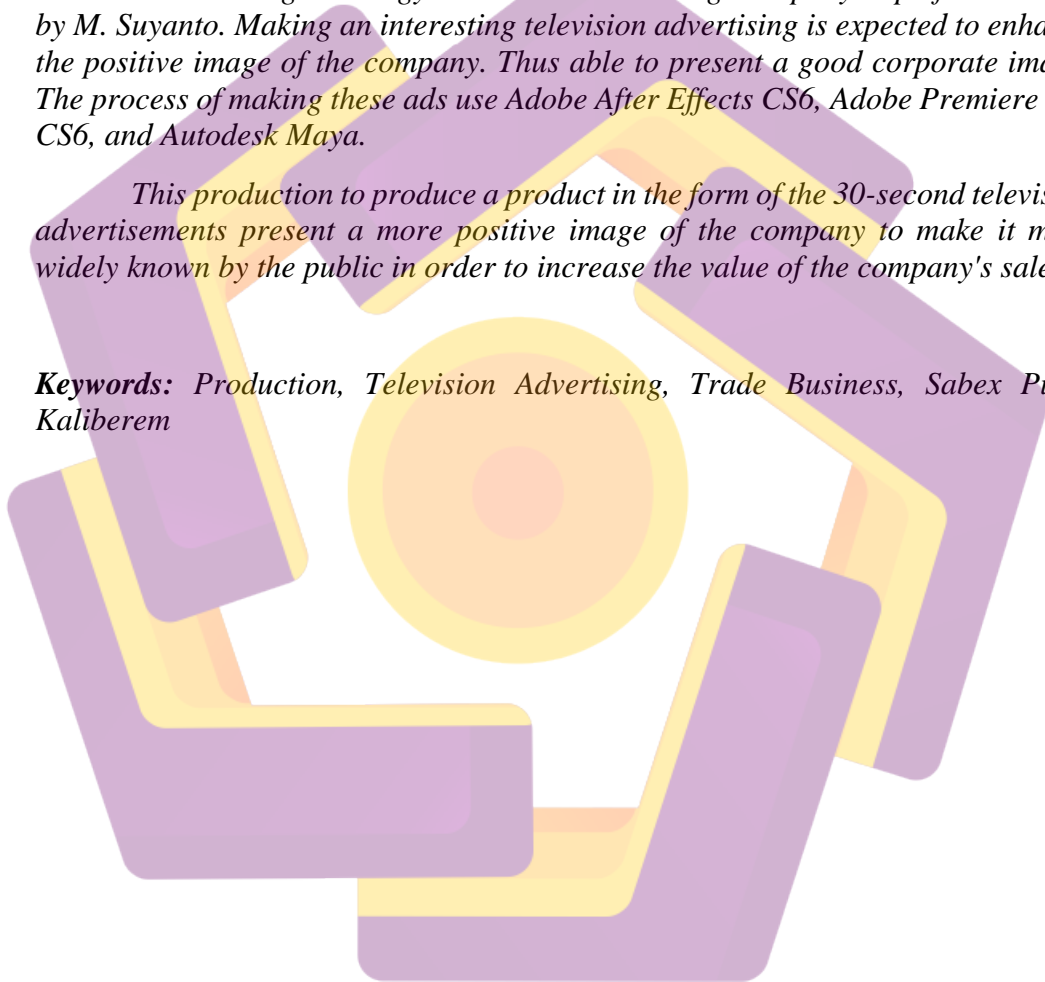 by M. Suyanto. Making an interesting television advertising is expected to enha
the positive image of the company. Thus able to present a good corporate ima
The process of making these ads use Adobe After Effects CS6, Adobe Premiere
CS6, and Autodesk Maya.
This production to produce a product in the form of the 30-second televis
advertisements present a more positive image of the company to make it m
widely known by the public in order to increase the value of the company's sale
Keywords: Production, Television Advertising, Trade Business, Sabex Pu
Kaliberem